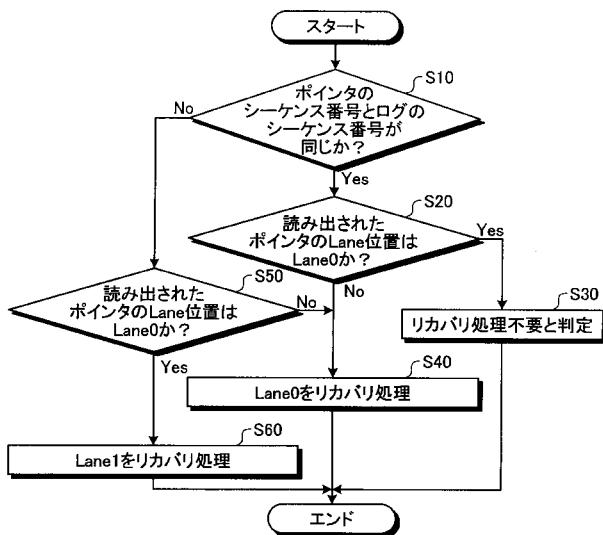 スタート
S10
ポインタの
シーケンス番号とログの
シーケンス番号が
同じか？
No
Yes
S20
読み出された
ポインタのLane位置は
Lane0か？
Yes
No
S50
読み出された
ポインタのLane位置は
Lane0か？
No
Yes
S30
リカバリ処理不要と判定
S40
Lane0をリカバリ処理
S60
Lane1をリカバリ処理
エンド